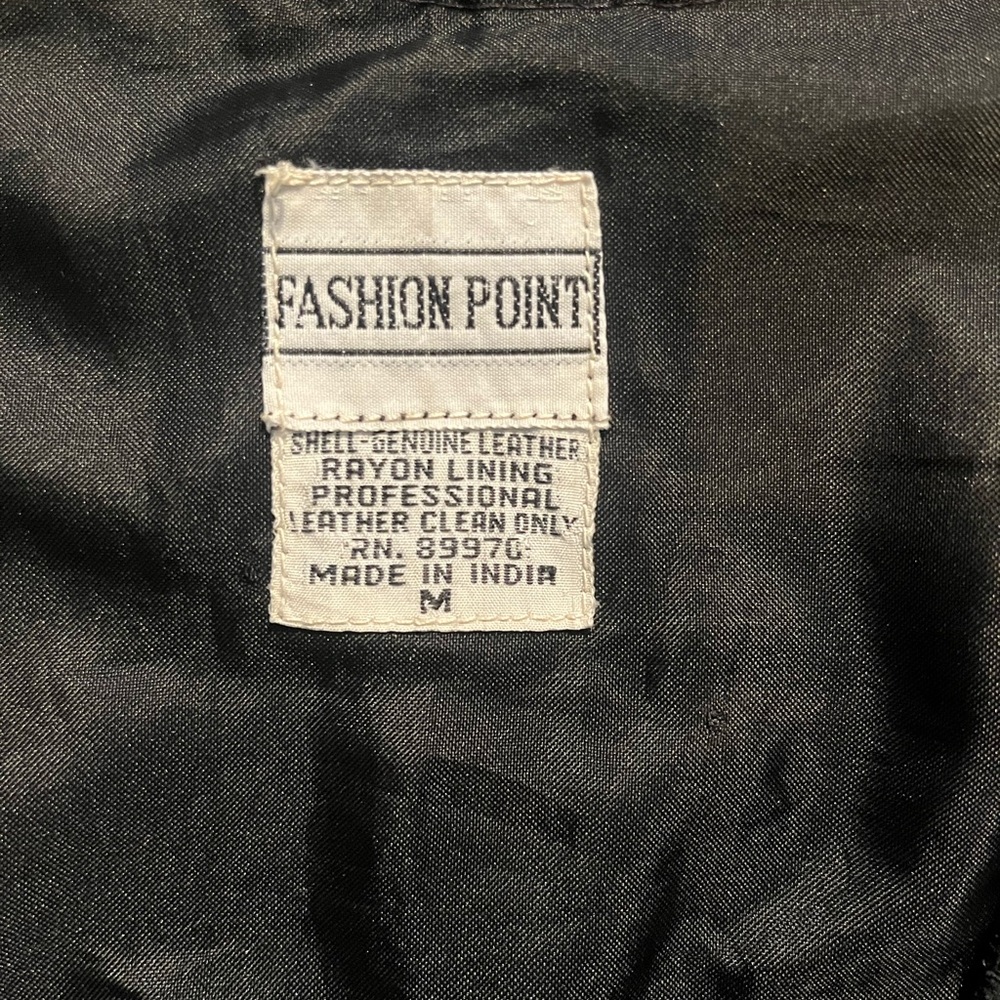 FASHION POINT
SHELL-GENUINE LEATHER
RAYON LINING
PROFESSIONAL
LEATHER CLEAN ONLY
RN. 89970
MADE IN INDIA
M